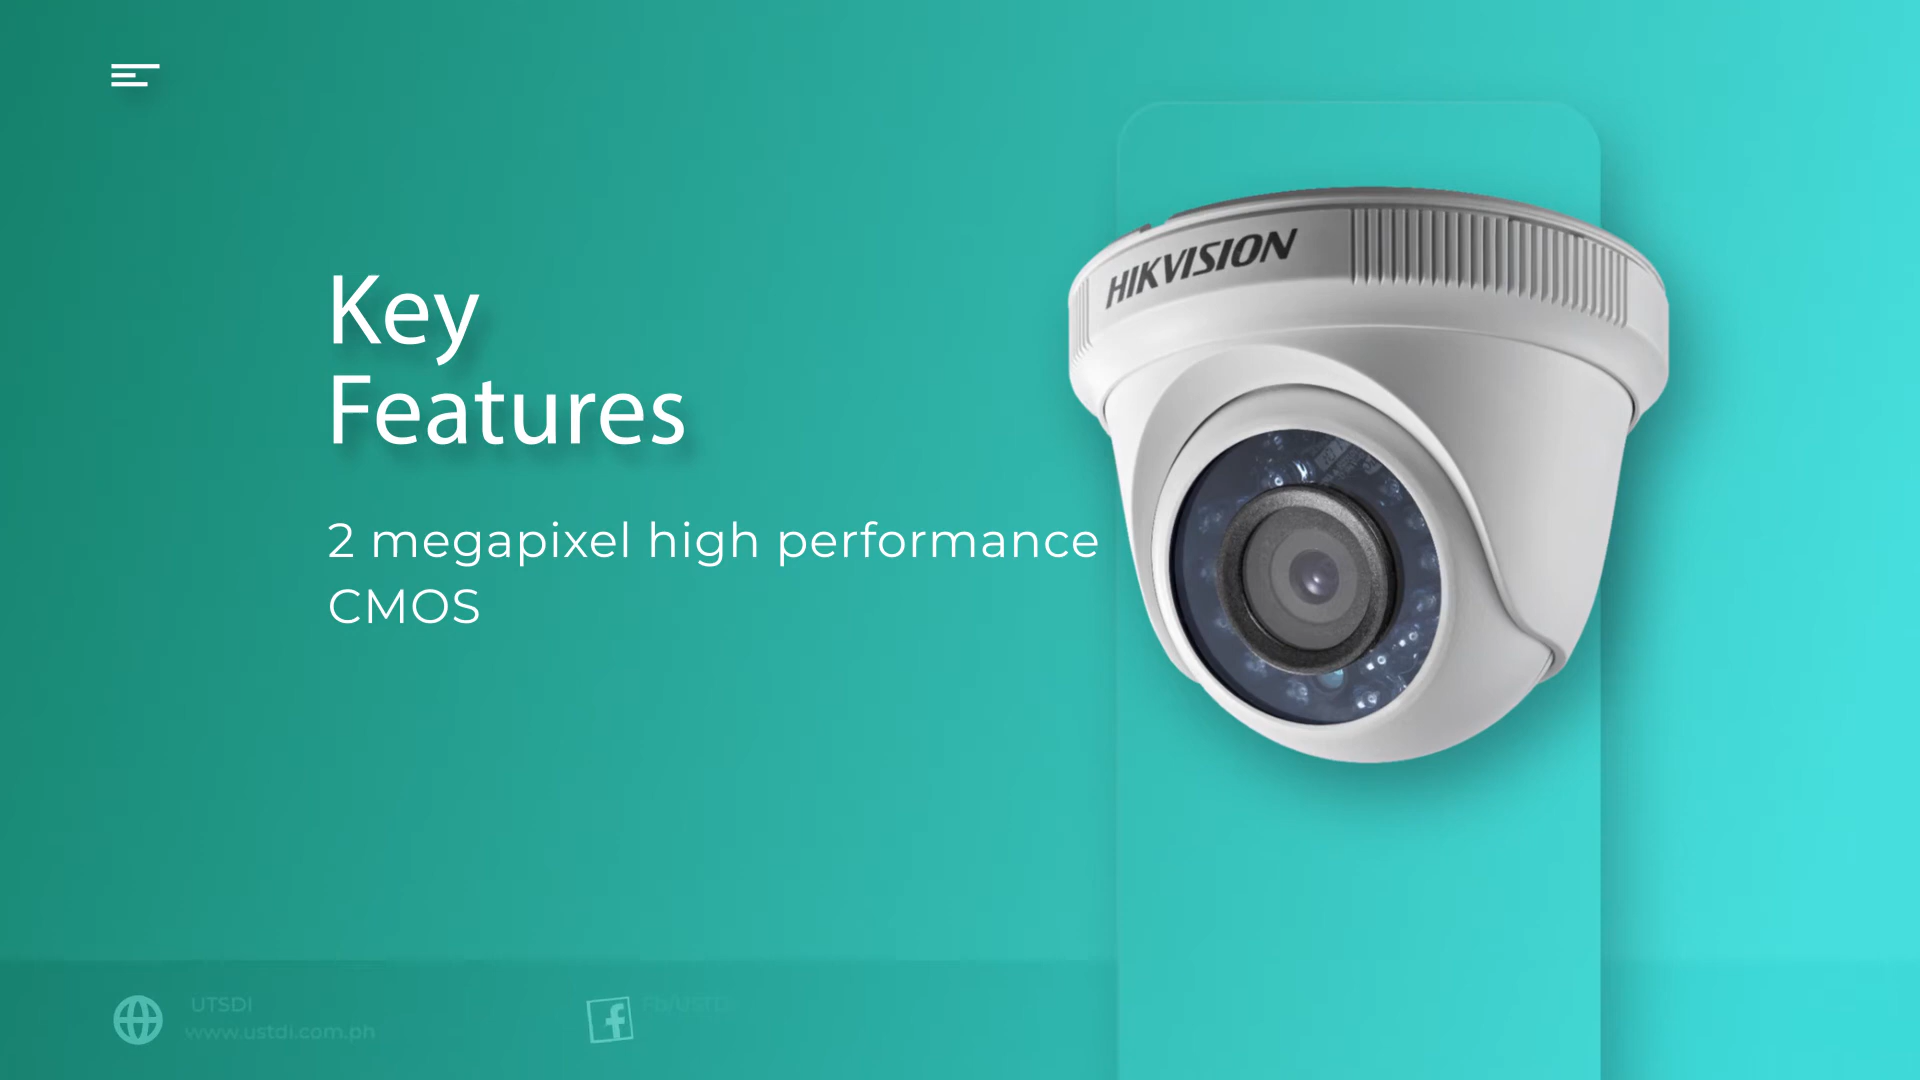 HIKVISION
Key
Features
2 megapixel high performance
CMOS
UTSDI
www.ustdi.com.ph